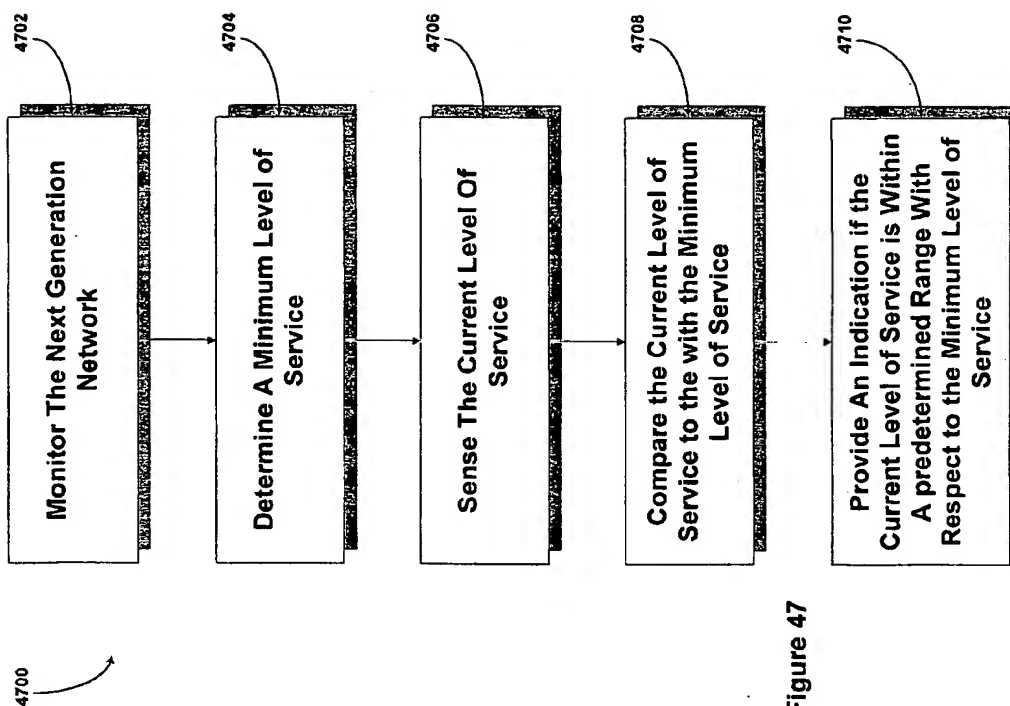 4700
4702
Monitor The Next Generation
Network
4704
Determine A Minimum Level of
Service
4706
Sense The Current Level Of
Service
4708
Compare the Current Level of
Service to the with the Minimum
Level of Service
4710
Provide An Indication if the
Current Level of Service is Within
A predetermined Range With
Respect to the Minimum Level of
Service
Figure 47